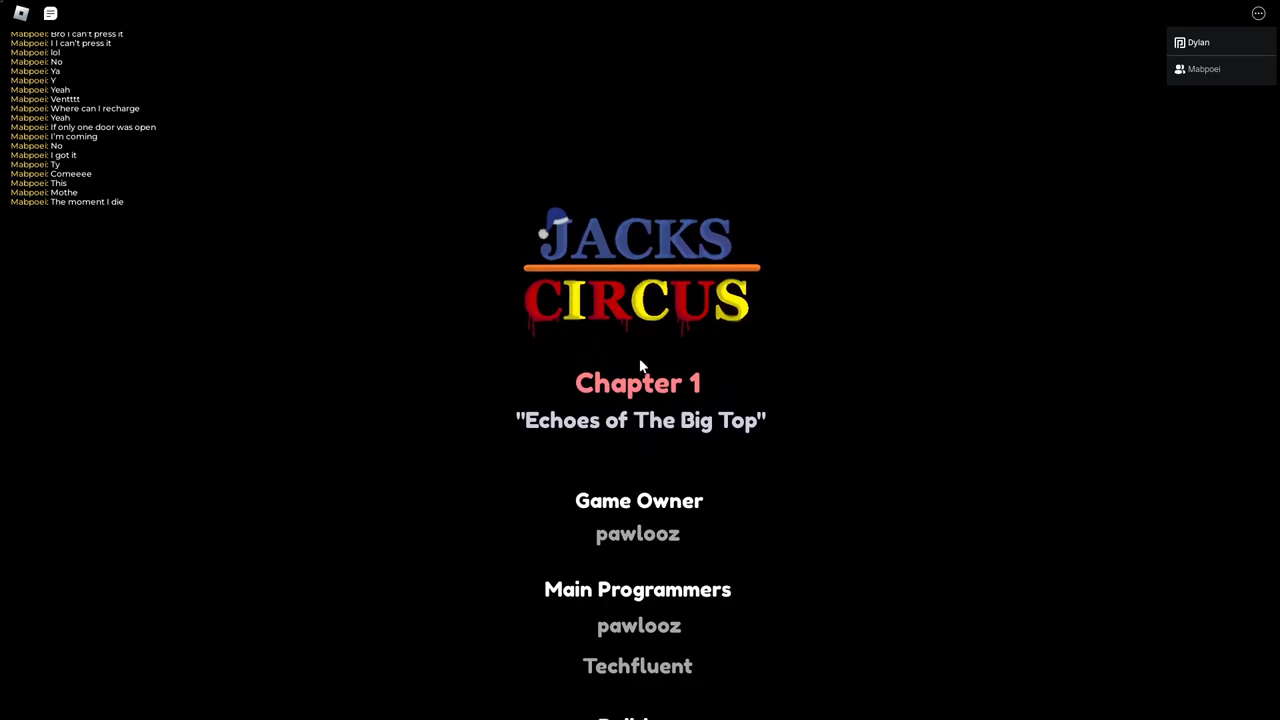 Mabpoei: Bro I can't press it
Mabpoei: I I can't press it
Mabpoei: lol
Mabpoei: No
Mabpoei: Ya
Mabpoei: Y
Mabpoei: Yeah
Mabpoei: Ventttt
Mabpoei: Where can I recharge
Mabpoei: Yeah
Mabpoei: If only one door was open
Mabpoei: I'm coming
Mabpoei: No
Mabpoei: I got it
Mabpoei: Ty
Mabpoei: Comeeee
Mabpoei: This
Mabpoei: Mothe
Mabpoei: The moment I die
Dylan
Mabpoei
JACKS
CIRCUS
Chapter 1
"Echoes of The Big Top"
Game Owner
pawlooz
Main Programmers
pawlooz
Techfluent